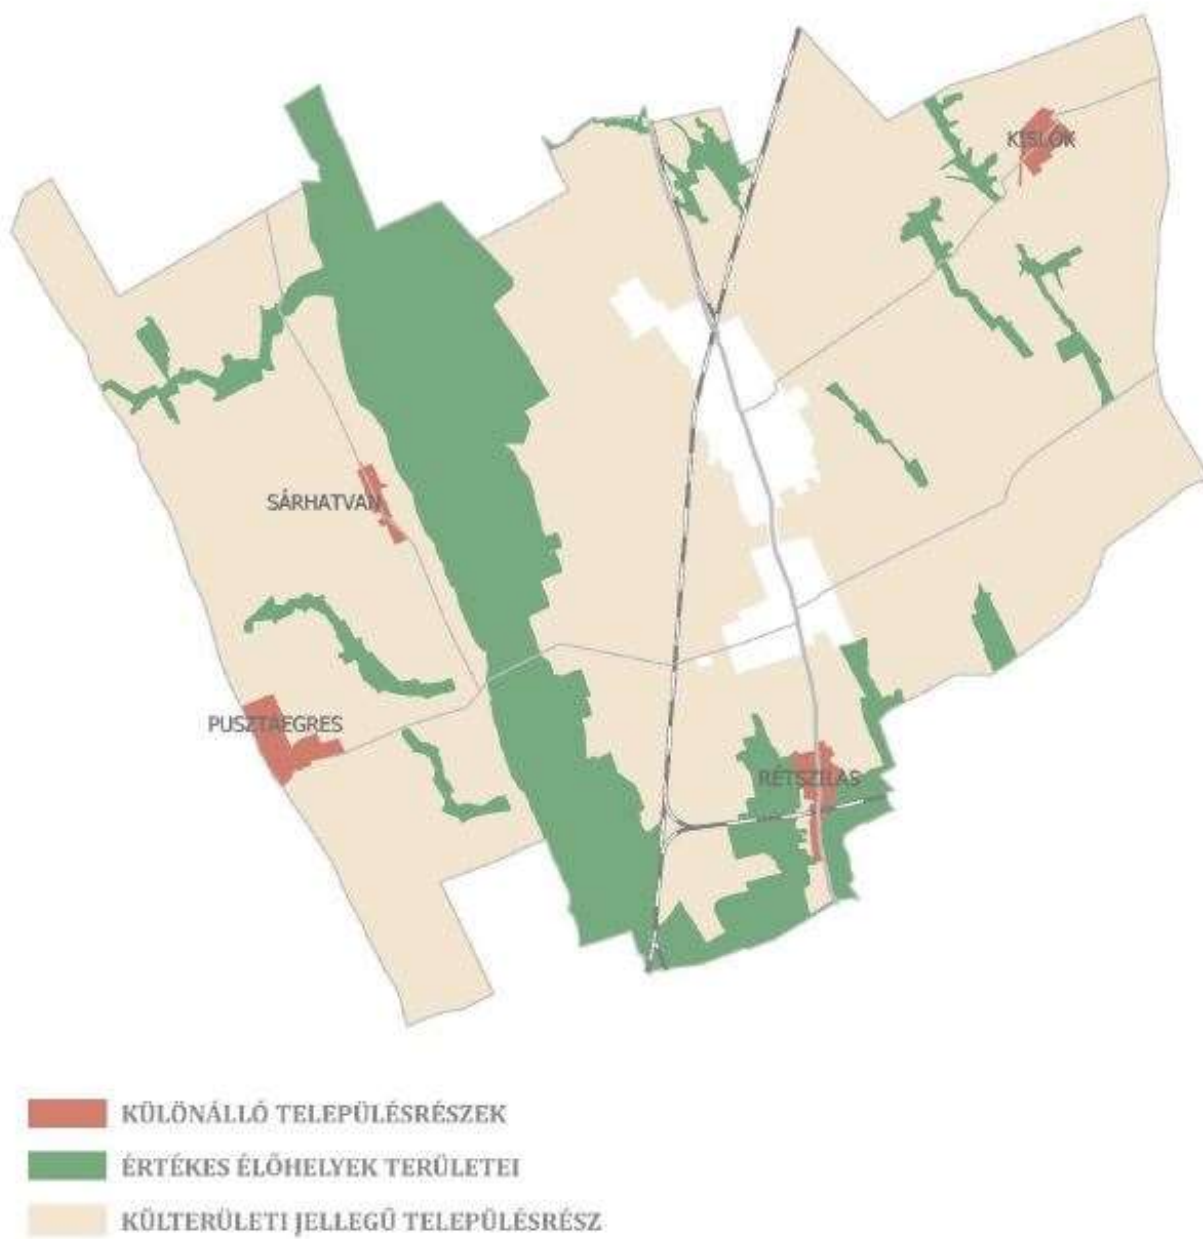 KISLÓK
SÁRHATVAN
PUSZTAEGRES
RÉTSZILAS
KÜLÖNÁLLÓ TELEPÜLÉSRÉSZEK
ÉRTÉKES ÉLŐHELYEK TERÜLETEI
KÜLTERÜLETI JELLEGŰ TELEPÜLÉSRÉSZ